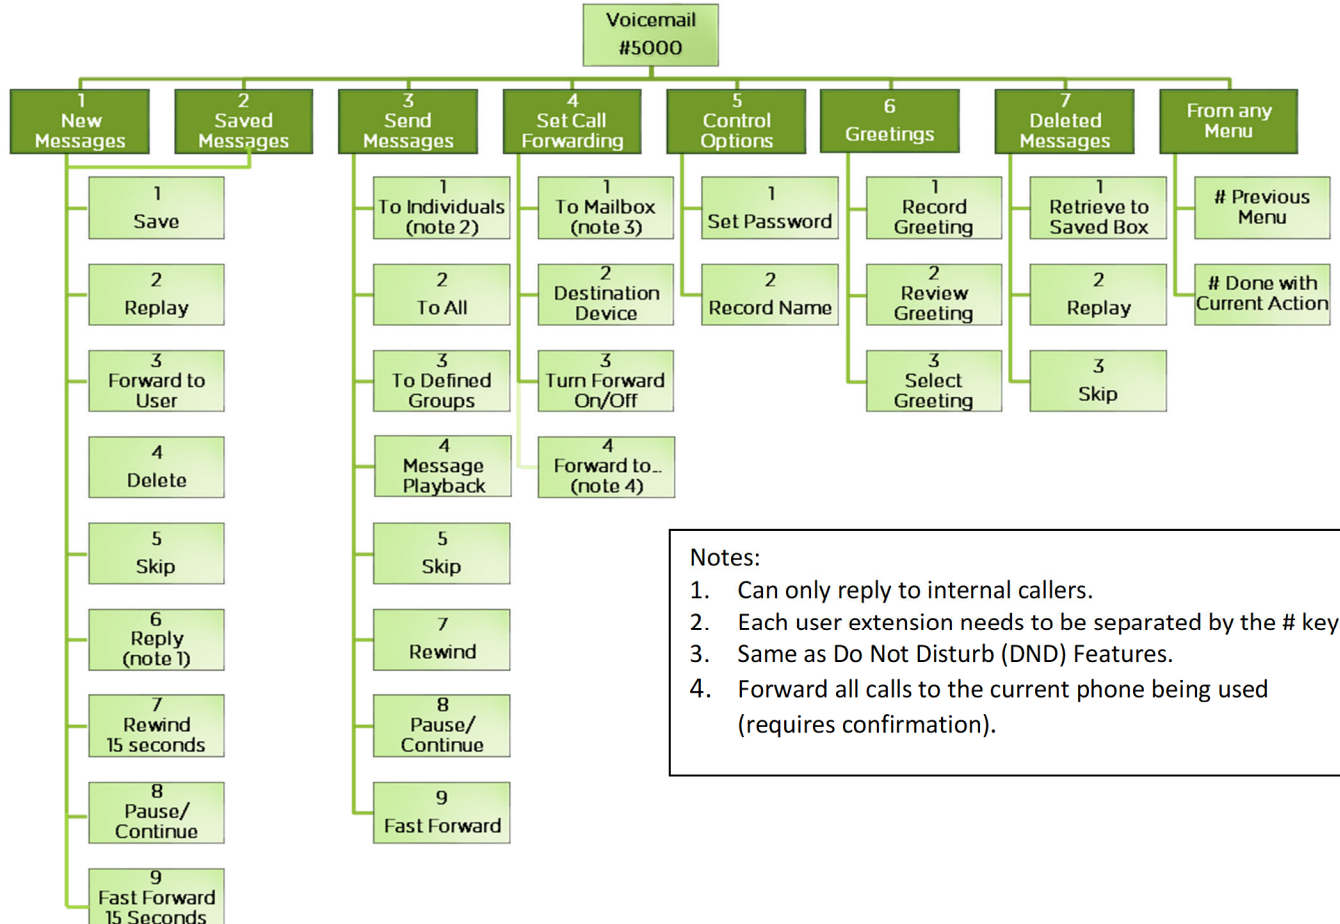 Voicemail
#5000
1
New
Messages
2
Saved
Messages
3
Send
Messages
4
Set Call
Forwarding
5
Control
Options
6
Greetings
7
Deleted
Messages
From any
Menu
1
Save
2
Replay
3
Forward to
User
4
Delete
5
Skip
6
Reply
(note 1)
7
Rewind
15 seconds
8
Pause/
Continue
9
Fast Forward
15 Seconds
1
To Individuals
(note 2)
2
To All
3
To Defined
Groups
4
Message
Playback
5
Skip
7
Rewind
8
Pause/
Continue
9
Fast Forward
1
To Mailbox
(note 3)
2
Destination
Device
3
Turn Forward
On/Off
4
Forward to...
(note 4)
1
Set Password
2
Record Name
1
Record
Greeting
2
Review
Greeting
3
Select
Greeting
1
Retrieve to
Saved Box
2
Replay
3
Skip
# Previous
Menu
# Done with
Current Action
Notes:
1. Can only reply to internal callers.
2. Each user extension needs to be separated by the # key
3. Same as Do Not Disturb (DND) Features.
4. Forward all calls to the current phone being used
(requires confirmation).